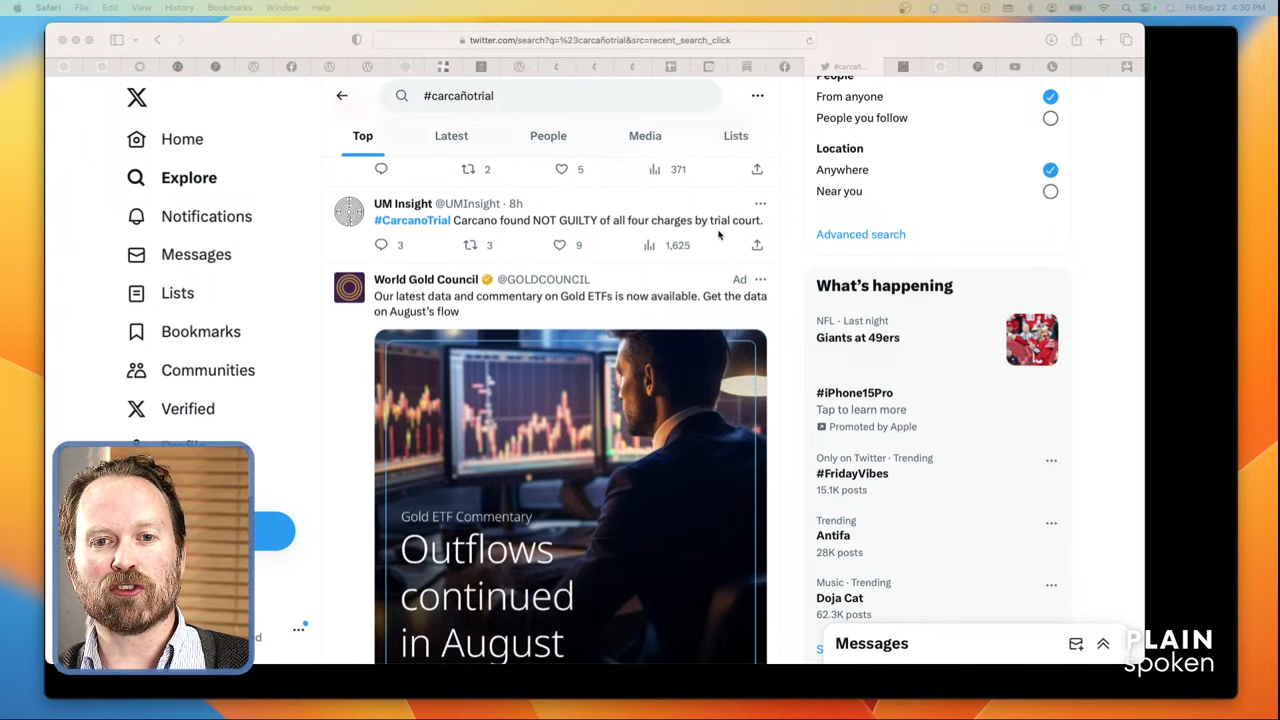 Safari File Edit View History Bookmarks Window Help
Fri Sep 22 4:30 PM
twitter.com/search?q=%23carcañotrial&src=recent_search_click
#carcañ...
Home
Explore
Notifications
Messages
Lists
Bookmarks
Communities
Verified
#carcañotrial
Top Latest People Media Lists
2 5 371
UM Insight @UMInsight · 8h
#CarcanoTrial Carcano found NOT GUILTY of all four charges by trial court.
3 3 9 1,625
World Gold Council @GOLDCOUNCIL Ad
Our latest data and commentary on Gold ETFs is now available. Get the data
on August's flow
Gold ETF Commentary
Outflows
continued
in August
People
From anyone
People you follow
Location
Anywhere
Near you
Advanced search
What's happening
NFL · Last night
Giants at 49ers
#iPhone15Pro
Tap to learn more
Promoted by Apple
Only on Twitter · Trending
#FridayVibes
15.1K posts
Trending
Antifa
28K posts
Music · Trending
Doja Cat
62.3K posts
Messages
PLAIN
spoken